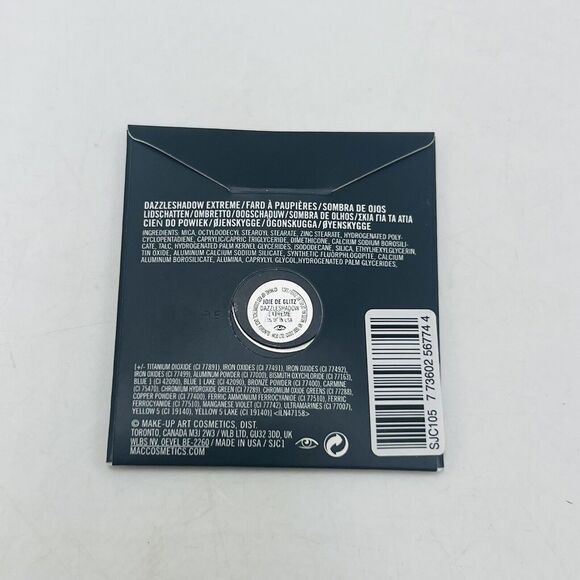 DAZZLESHADOW EXTREME/FARD À PAUPIÈRES/SOMBRA DE OJOS
LIDSCHATTEN/OMBRETTO/OOGSCHADUW/SOMBRA DE OLHOS/ΣΚΙΑ ΓΙΑ ΤΑ ΑΤΙΑ
CIEŃ DO POWIEK/ØJENSKYGGE/ÖGONSKUGGA/ØYENSKYGGE
INGREDIENTS: MICA, OCTYLDODECYL STEAROYL STEARATE, ZINC STEARATE, HYDROGENATED POLY-
CYCLOPENTADIENE, CAPRYLIC/CAPRIC TRIGLYCERIDE, DIMETHICONE, CALCIUM SODIUM BOROSILI-
CATE, TALC, HYDROGENATED PALM KERNEL GLYCERIDES, ISODODECANE, SILICA, ETHYLHEXYLGLYCERIN,
TIN OXIDE, ALUMINUM CALCIUM SODIUM SILICATE, SYNTHETIC FLUORPHLOGOPITE, CALCIUM
ALUMINUM BOROSILICATE, ALUMINA, CAPRYLYL GLYCOL, HYDROGENATED PALM GLYCERIDES,
JOIE DE GLITZ
DAZZLESHADOW
EXTREME
[+/- TITANIUM DIOXIDE (CI 77891), IRON OXIDES (CI 77491), IRON OXIDES (CI 77492),
IRON OXIDES (CI 77499), ALUMINUM POWDER (CI 77000), BISMUTH OXYCHLORIDE (CI 77163),
BLUE 1 (CI 42090), BLUE 1 LAKE (CI 42090), BRONZE POWDER (CI 77400), CARMINE
(CI 75470), CHROMIUM HYDROXIDE GREEN (CI 77289), CHROMIUM OXIDE GREENS (CI 77288),
COPPER POWDER (CI 77400), FERRIC AMMONIUM FERROCYANIDE (CI 77510), FERRIC
FERROCYANIDE (CI 77510), MANGANESE VIOLET (CI 77742), ULTRAMARINES (CI 77007),
YELLOW 5 (CI 19140), YELLOW 5 LAKE (CI 19140)] <ILN47158>
© MAKE-UP ART COSMETICS, DIST.
TORONTO, CANADA M3J 2W3 / WLB LTD, GU32 3DD, UK
WLBS NV, OEVEL BE-2260 / MADE IN USA / SJC1
MACCOSMETICS.COM
SJC105 7 73602 56774 4